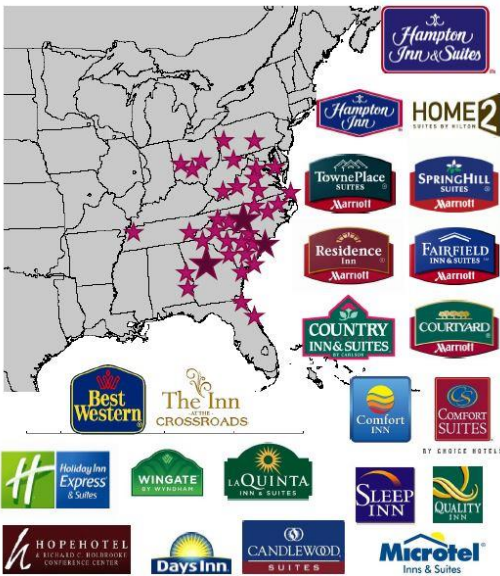 Hampton
Inn & Suites
Hampton
Inn
HOME2
SUITES BY HILTON
TOWNEPLACE
SUITES
Marriott
SPRINGHILL
SUITES
Marriott
Residence
Inn
Marriott
FAIRFIELD
INN & SUITES
Marriott
COUNTRY
INN & SUITES
BY CARLSON
COURTYARD
Marriott
Best
Western
The Inn
AT THE
CROSSROADS
Comfort
INN
COMFORT
SUITES
BY CHOICE HOTELS
H
Holiday Inn
Express
& Suites
WINGATE
BY WYNDHAM
LAQUINTA
INN & SUITES
SLEEP
INN
QUALITY
INN
h HOPEHOTEL
& RICHARD C. HOLBROOKE
CONFERENCE CENTER
Days Inn
CANDLEWOOD
SUITES
Microtel
Inns & Suites